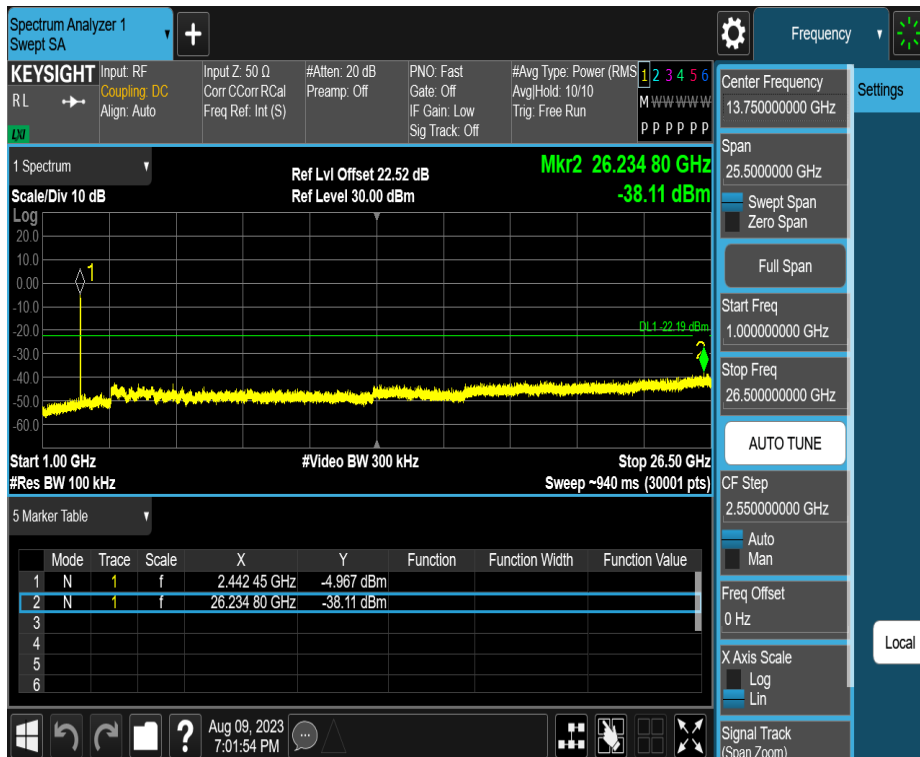 Spectrum Analyzer 1
Swept SA
+
Frequency
KEYSIGHT
RL
LXI
Input: RF
Coupling: DC
Align: Auto
Input Z: 50 Ω
Corr CCorr RCal
Freq Ref: Int (S)
#Atten: 20 dB
Preamp: Off
PNO: Fast
Gate: Off
IF Gain: Low
Sig Track: Off
#Avg Type: Power (RMS
Avg|Hold: 10/10
Trig: Free Run
1 2 3 4 5 6
M W W W W W
P P P P P P
1 Spectrum
Scale/Div 10 dB
Ref Lvl Offset 22.52 dB
Ref Level 30.00 dBm
Mkr2 26.234 80 GHz
-38.11 dBm
Log
20.0
10.0
0.00
-10.0
-20.0
-30.0
-40.0
-50.0
-60.0
1
2
DL1 -22.19 dBm
Start 1.00 GHz
#Video BW 300 kHz
Stop 26.50 GHz
#Res BW 100 kHz
Sweep ~940 ms (30001 pts)
5 Marker Table
Mode Trace Scale X Y Function Function Width Function Value
1 N 1 f 2.442 45 GHz -4.967 dBm
2 N 1 f 26.234 80 GHz -38.11 dBm
3
4
5
6
?
Aug 09, 2023
7:01:54 PM
Center Frequency
13.750000000 GHz
Span
25.5000000 GHz
Swept Span
Zero Span
Full Span
Start Freq
1.000000000 GHz
Stop Freq
26.500000000 GHz
AUTO TUNE
CF Step
2.550000000 GHz
Auto
Man
Freq Offset
0 Hz
X Axis Scale
Log
Lin
Signal Track
(Span Zoom)
Settings
Local